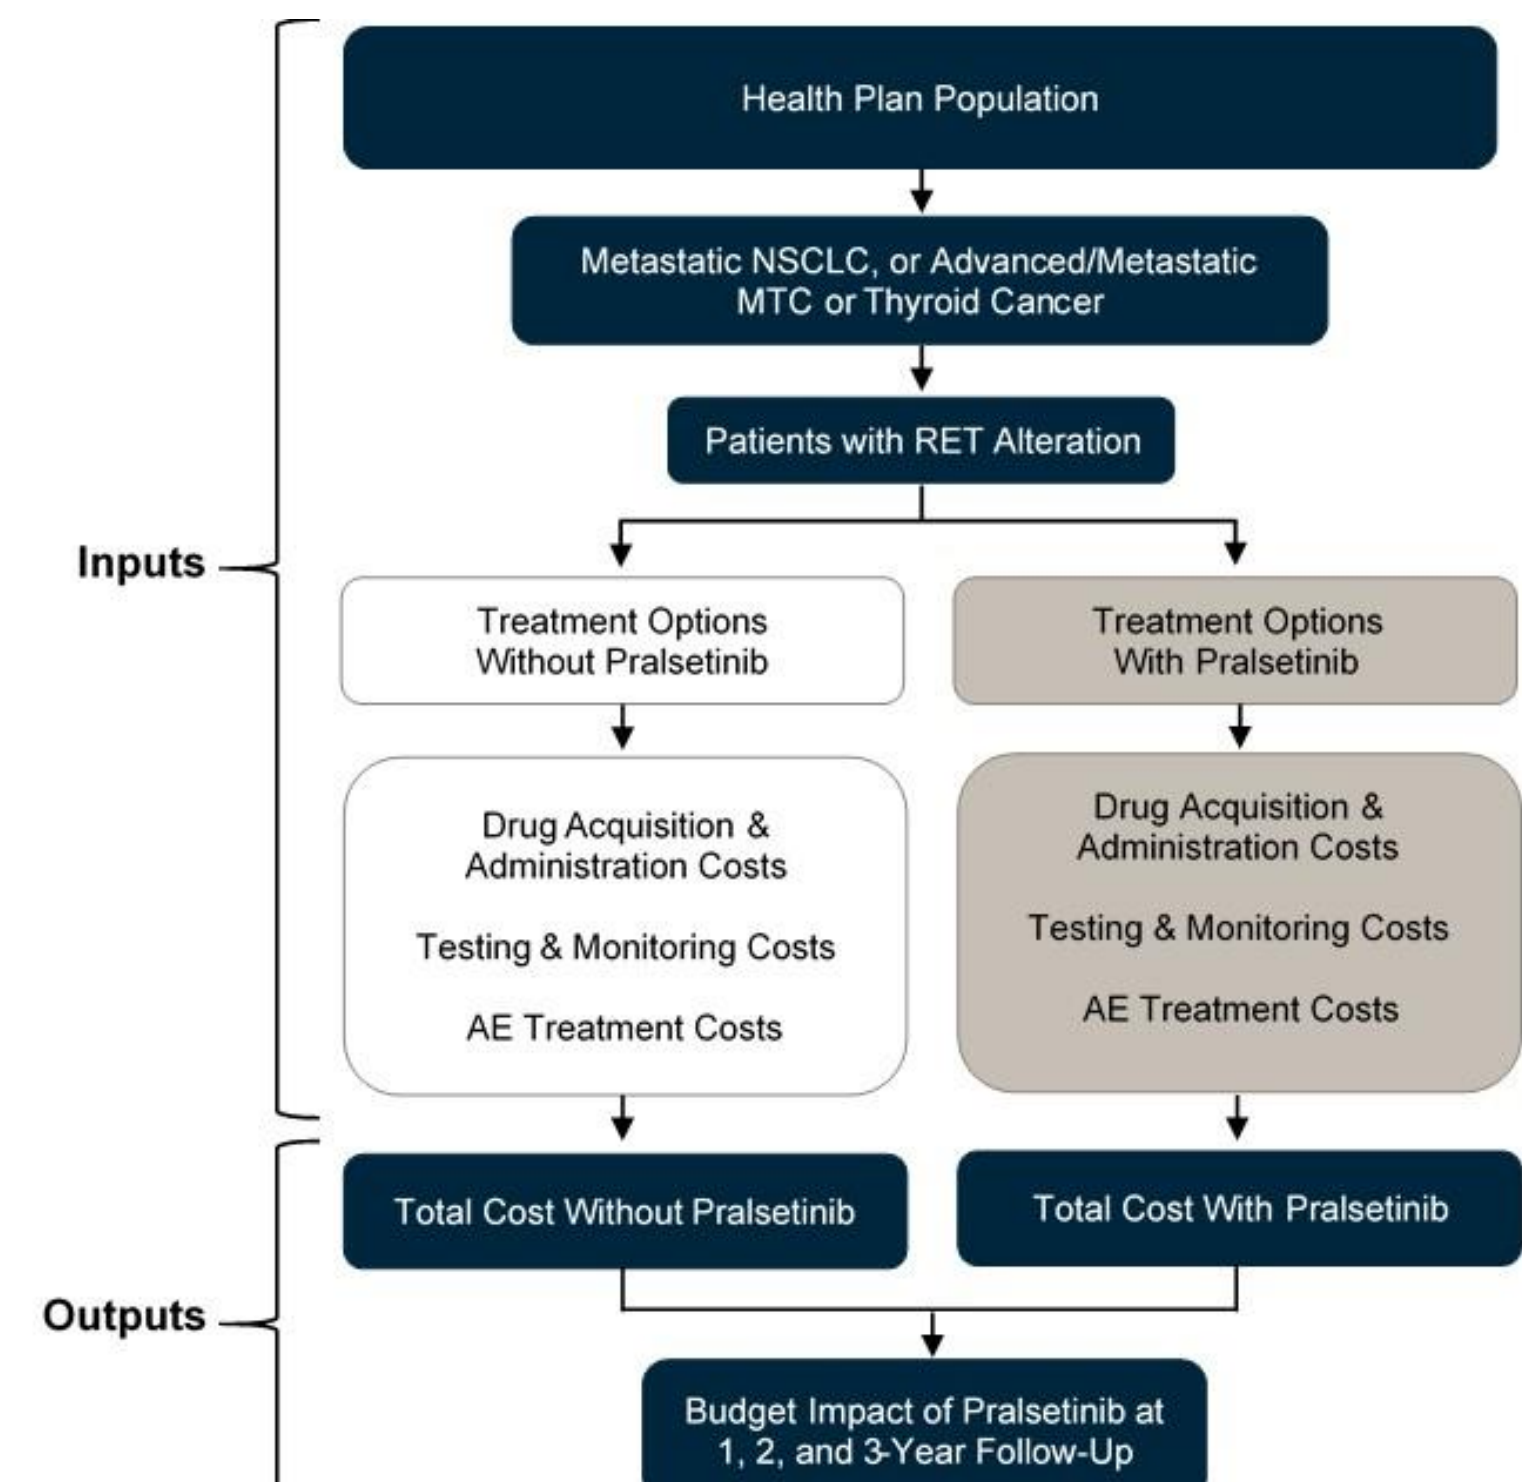 Health Plan Population
Metastatic NSCLC, or Advanced/Metastatic
MTC or Thyroid Cancer
Patients with RET Alteration
Inputs
Treatment Options
Without Pralsetinib
Treatment Options
With Pralsetinib
Drug Acquisition &
Administration Costs
Testing & Monitoring Costs
AE Treatment Costs
Drug Acquisition &
Administration Costs
Testing & Monitoring Costs
AE Treatment Costs
Total Cost Without Pralsetinib
Total Cost With Pralsetinib
Outputs
Budget Impact of Pralsetinib at
1, 2, and 3-Year Follow-Up